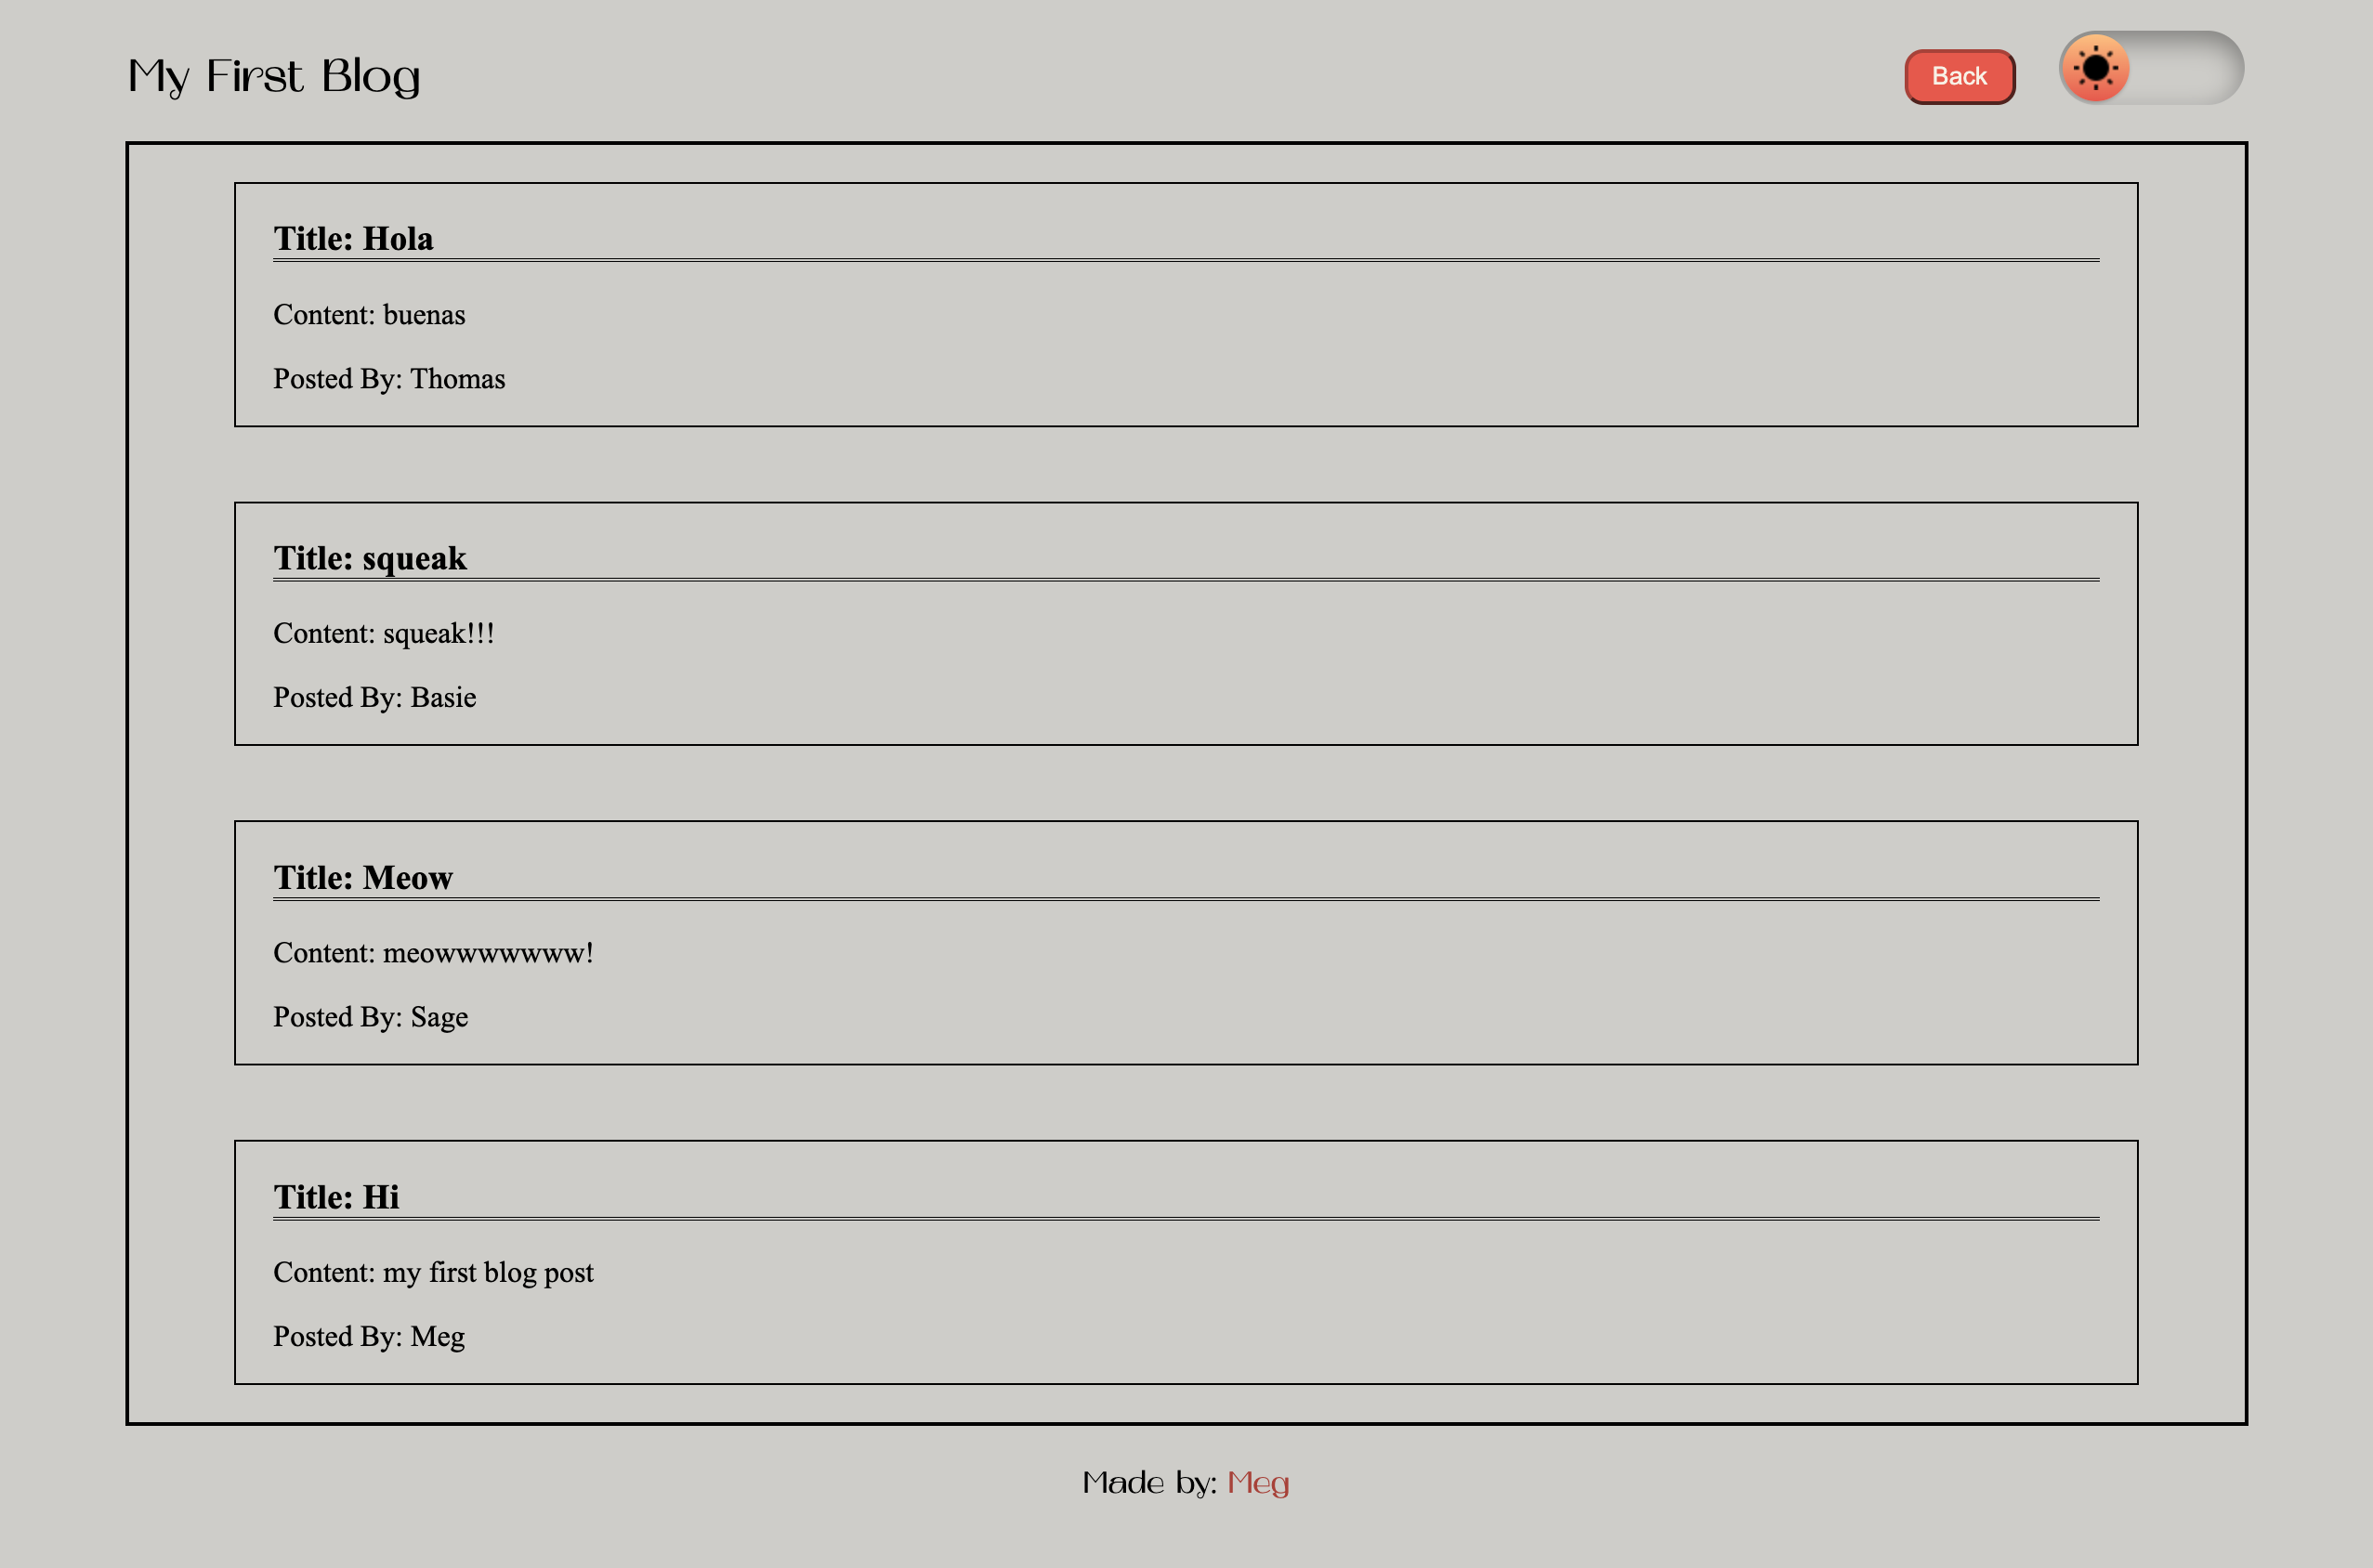 My First Blog
Back
Title: Hola
Content: buenas
Posted By: Thomas
Title: squeak
Content: squeak!!!
Posted By: Basie
Title: Meow
Content: meowwwwwww!
Posted By: Sage
Title: Hi
Content: my first blog post
Posted By: Meg
Made by: Meg